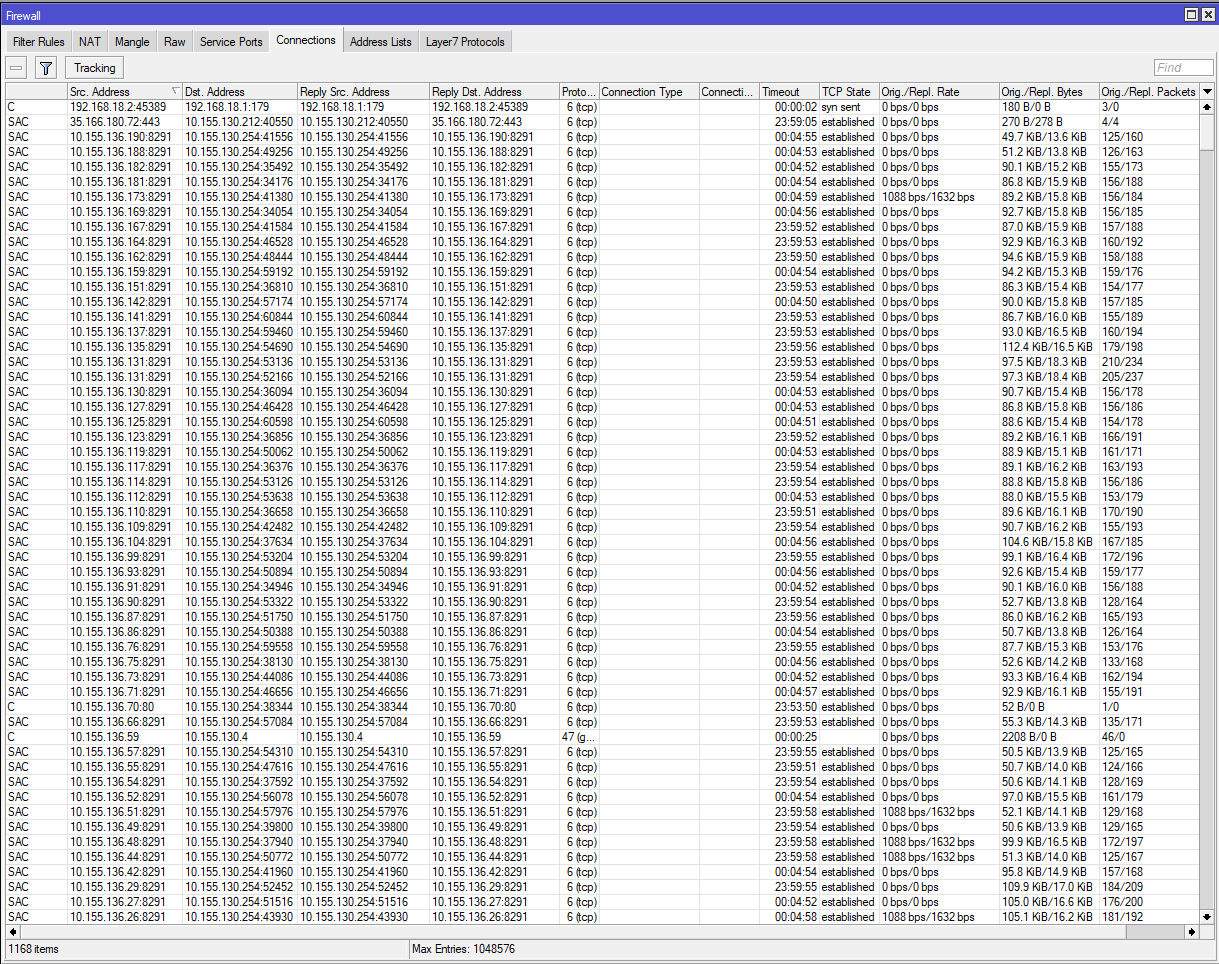 Firewall
Filter Rules NAT Mangle Raw Service Ports Connections Address Lists Layer7 Protocols
Tracking Find
Src. Address Dst. Address Reply Src. Address Reply Dst. Address Proto... Connection Type Connecti... Timeout TCP State Orig./Repl. Rate Orig./Repl. Bytes Orig./Repl. Packets
C 192.168.18.2:45389 192.168.18.1:179 192.168.18.1:179 192.168.18.2:45389 6 (tcp) 00:00:02 syn sent 0 bps/0 bps 180 B/0 B 3/0
SAC 35.166.180.72:443 10.155.130.212:40550 10.155.130.212:40550 35.166.180.72:443 6 (tcp) 23:59:05 established 0 bps/0 bps 270 B/278 B 4/4
SAC 10.155.136.190:8291 10.155.130.254:41556 10.155.130.254:41556 10.155.136.190:8291 6 (tcp) 00:04:55 established 0 bps/0 bps 49.7 KiB/13.6 KiB 125/160
SAC 10.155.136.188:8291 10.155.130.254:49256 10.155.130.254:49256 10.155.136.188:8291 6 (tcp) 00:04:53 established 0 bps/0 bps 51.2 KiB/13.8 KiB 126/163
SAC 10.155.136.182:8291 10.155.130.254:35492 10.155.130.254:35492 10.155.136.182:8291 6 (tcp) 00:04:52 established 0 bps/0 bps 90.1 KiB/15.2 KiB 155/173
SAC 10.155.136.181:8291 10.155.130.254:34176 10.155.130.254:34176 10.155.136.181:8291 6 (tcp) 00:04:54 established 0 bps/0 bps 86.8 KiB/15.9 KiB 156/188
SAC 10.155.136.173:8291 10.155.130.254:41380 10.155.130.254:41380 10.155.136.173:8291 6 (tcp) 00:04:59 established 1088 bps/1632 bps 89.2 KiB/15.8 KiB 156/184
SAC 10.155.136.169:8291 10.155.130.254:34054 10.155.130.254:34054 10.155.136.169:8291 6 (tcp) 00:04:56 established 0 bps/0 bps 92.7 KiB/15.8 KiB 156/185
SAC 10.155.136.167:8291 10.155.130.254:41584 10.155.130.254:41584 10.155.136.167:8291 6 (tcp) 23:59:52 established 0 bps/0 bps 87.0 KiB/15.9 KiB 157/188
SAC 10.155.136.164:8291 10.155.130.254:46528 10.155.130.254:46528 10.155.136.164:8291 6 (tcp) 23:59:53 established 0 bps/0 bps 92.9 KiB/16.3 KiB 160/192
SAC 10.155.136.162:8291 10.155.130.254:48444 10.155.130.254:48444 10.155.136.162:8291 6 (tcp) 23:59:50 established 0 bps/0 bps 94.6 KiB/15.9 KiB 158/188
SAC 10.155.136.159:8291 10.155.130.254:59192 10.155.130.254:59192 10.155.136.159:8291 6 (tcp) 00:04:54 established 0 bps/0 bps 94.2 KiB/15.3 KiB 159/176
SAC 10.155.136.151:8291 10.155.130.254:36810 10.155.130.254:36810 10.155.136.151:8291 6 (tcp) 23:59:53 established 0 bps/0 bps 86.3 KiB/15.4 KiB 154/177
SAC 10.155.136.142:8291 10.155.130.254:57174 10.155.130.254:57174 10.155.136.142:8291 6 (tcp) 00:04:50 established 0 bps/0 bps 90.0 KiB/15.8 KiB 157/185
SAC 10.155.136.141:8291 10.155.130.254:60844 10.155.130.254:60844 10.155.136.141:8291 6 (tcp) 23:59:53 established 0 bps/0 bps 86.7 KiB/16.0 KiB 155/189
SAC 10.155.136.137:8291 10.155.130.254:59460 10.155.130.254:59460 10.155.136.137:8291 6 (tcp) 23:59:53 established 0 bps/0 bps 93.0 KiB/16.5 KiB 160/194
SAC 10.155.136.135:8291 10.155.130.254:54690 10.155.130.254:54690 10.155.136.135:8291 6 (tcp) 23:59:56 established 0 bps/0 bps 112.4 KiB/16.5 KiB 179/198
SAC 10.155.136.131:8291 10.155.130.254:53136 10.155.130.254:53136 10.155.136.131:8291 6 (tcp) 23:59:53 established 0 bps/0 bps 97.5 KiB/18.3 KiB 210/234
SAC 10.155.136.131:8291 10.155.130.254:52166 10.155.130.254:52166 10.155.136.131:8291 6 (tcp) 23:59:54 established 0 bps/0 bps 97.3 KiB/18.4 KiB 205/237
SAC 10.155.136.130:8291 10.155.130.254:36094 10.155.130.254:36094 10.155.136.130:8291 6 (tcp) 00:04:53 established 0 bps/0 bps 90.7 KiB/15.4 KiB 156/178
SAC 10.155.136.127:8291 10.155.130.254:46428 10.155.130.254:46428 10.155.136.127:8291 6 (tcp) 00:04:53 established 0 bps/0 bps 86.8 KiB/15.8 KiB 156/186
SAC 10.155.136.125:8291 10.155.130.254:60598 10.155.130.254:60598 10.155.136.125:8291 6 (tcp) 00:04:51 established 0 bps/0 bps 88.6 KiB/15.4 KiB 154/178
SAC 10.155.136.123:8291 10.155.130.254:36856 10.155.130.254:36856 10.155.136.123:8291 6 (tcp) 23:59:52 established 0 bps/0 bps 89.2 KiB/16.1 KiB 166/191
SAC 10.155.136.119:8291 10.155.130.254:50062 10.155.130.254:50062 10.155.136.119:8291 6 (tcp) 00:04:53 established 0 bps/0 bps 88.9 KiB/15.1 KiB 161/171
SAC 10.155.136.117:8291 10.155.130.254:36376 10.155.130.254:36376 10.155.136.117:8291 6 (tcp) 23:59:54 established 0 bps/0 bps 89.1 KiB/16.2 KiB 163/193
SAC 10.155.136.114:8291 10.155.130.254:53126 10.155.130.254:53126 10.155.136.114:8291 6 (tcp) 23:59:54 established 0 bps/0 bps 88.8 KiB/15.8 KiB 156/186
SAC 10.155.136.112:8291 10.155.130.254:53638 10.155.130.254:53638 10.155.136.112:8291 6 (tcp) 00:04:53 established 0 bps/0 bps 88.0 KiB/15.5 KiB 153/179
SAC 10.155.136.110:8291 10.155.130.254:36658 10.155.130.254:36658 10.155.136.110:8291 6 (tcp) 23:59:51 established 0 bps/0 bps 89.6 KiB/16.1 KiB 170/190
SAC 10.155.136.109:8291 10.155.130.254:42482 10.155.130.254:42482 10.155.136.109:8291 6 (tcp) 23:59:54 established 0 bps/0 bps 90.7 KiB/16.2 KiB 155/193
SAC 10.155.136.104:8291 10.155.130.254:37634 10.155.130.254:37634 10.155.136.104:8291 6 (tcp) 00:04:56 established 0 bps/0 bps 104.6 KiB/15.8 KiB 167/185
SAC 10.155.136.99:8291 10.155.130.254:53204 10.155.130.254:53204 10.155.136.99:8291 6 (tcp) 23:59:55 established 0 bps/0 bps 99.1 KiB/16.4 KiB 172/196
SAC 10.155.136.93:8291 10.155.130.254:50894 10.155.130.254:50894 10.155.136.93:8291 6 (tcp) 00:04:56 established 0 bps/0 bps 92.6 KiB/15.4 KiB 159/177
SAC 10.155.136.91:8291 10.155.130.254:34946 10.155.130.254:34946 10.155.136.91:8291 6 (tcp) 00:04:52 established 0 bps/0 bps 90.1 KiB/16.0 KiB 156/188
SAC 10.155.136.90:8291 10.155.130.254:53322 10.155.130.254:53322 10.155.136.90:8291 6 (tcp) 23:59:54 established 0 bps/0 bps 52.7 KiB/13.8 KiB 128/164
SAC 10.155.136.87:8291 10.155.130.254:51750 10.155.130.254:51750 10.155.136.87:8291 6 (tcp) 23:59:56 established 0 bps/0 bps 86.0 KiB/16.2 KiB 165/193
SAC 10.155.136.86:8291 10.155.130.254:50388 10.155.130.254:50388 10.155.136.86:8291 6 (tcp) 00:04:54 established 0 bps/0 bps 50.7 KiB/13.8 KiB 126/164
SAC 10.155.136.76:8291 10.155.130.254:59558 10.155.130.254:59558 10.155.136.76:8291 6 (tcp) 23:59:55 established 0 bps/0 bps 87.7 KiB/15.3 KiB 153/176
SAC 10.155.136.75:8291 10.155.130.254:38130 10.155.130.254:38130 10.155.136.75:8291 6 (tcp) 00:04:56 established 0 bps/0 bps 52.6 KiB/14.2 KiB 133/168
SAC 10.155.136.73:8291 10.155.130.254:44086 10.155.130.254:44086 10.155.136.73:8291 6 (tcp) 00:04:52 established 0 bps/0 bps 93.3 KiB/16.4 KiB 162/194
SAC 10.155.136.71:8291 10.155.130.254:46656 10.155.130.254:46656 10.155.136.71:8291 6 (tcp) 00:04:57 established 0 bps/0 bps 92.9 KiB/16.1 KiB 155/191
C 10.155.136.70:80 10.155.130.254:38344 10.155.130.254:38344 10.155.136.70:80 6 (tcp) 23:53:50 established 0 bps/0 bps 52 B/0 B 1/0
SAC 10.155.136.66:8291 10.155.130.254:57084 10.155.130.254:57084 10.155.136.66:8291 6 (tcp) 23:59:53 established 0 bps/0 bps 55.3 KiB/14.3 KiB 135/171
C 10.155.136.59 10.155.130.4 10.155.130.4 10.155.136.59 47 (g... 00:00:25 0 bps/0 bps 2208 B/0 B 46/0
SAC 10.155.136.57:8291 10.155.130.254:54310 10.155.130.254:54310 10.155.136.57:8291 6 (tcp) 23:59:55 established 0 bps/0 bps 50.5 KiB/13.9 KiB 125/165
SAC 10.155.136.55:8291 10.155.130.254:47616 10.155.130.254:47616 10.155.136.55:8291 6 (tcp) 23:59:51 established 0 bps/0 bps 50.7 KiB/14.0 KiB 124/166
SAC 10.155.136.54:8291 10.155.130.254:37592 10.155.130.254:37592 10.155.136.54:8291 6 (tcp) 23:59:54 established 0 bps/0 bps 50.6 KiB/14.1 KiB 128/169
SAC 10.155.136.52:8291 10.155.130.254:56078 10.155.130.254:56078 10.155.136.52:8291 6 (tcp) 00:04:54 established 0 bps/0 bps 97.0 KiB/15.5 KiB 161/179
SAC 10.155.136.51:8291 10.155.130.254:57976 10.155.130.254:57976 10.155.136.51:8291 6 (tcp) 23:59:58 established 1088 bps/1632 bps 52.1 KiB/14.1 KiB 129/168
SAC 10.155.136.49:8291 10.155.130.254:39800 10.155.130.254:39800 10.155.136.49:8291 6 (tcp) 23:59:54 established 0 bps/0 bps 50.6 KiB/13.9 KiB 129/165
SAC 10.155.136.48:8291 10.155.130.254:37940 10.155.130.254:37940 10.155.136.48:8291 6 (tcp) 23:59:58 established 1088 bps/1632 bps 99.9 KiB/16.5 KiB 172/197
SAC 10.155.136.44:8291 10.155.130.254:50772 10.155.130.254:50772 10.155.136.44:8291 6 (tcp) 23:59:58 established 1088 bps/1632 bps 51.3 KiB/14.0 KiB 125/167
SAC 10.155.136.42:8291 10.155.130.254:41960 10.155.130.254:41960 10.155.136.42:8291 6 (tcp) 00:04:54 established 0 bps/0 bps 95.8 KiB/14.9 KiB 157/168
SAC 10.155.136.29:8291 10.155.130.254:52452 10.155.130.254:52452 10.155.136.29:8291 6 (tcp) 23:59:55 established 0 bps/0 bps 109.9 KiB/17.0 KiB 184/209
SAC 10.155.136.27:8291 10.155.130.254:51516 10.155.130.254:51516 10.155.136.27:8291 6 (tcp) 00:04:52 established 0 bps/0 bps 105.0 KiB/16.6 KiB 176/200
SAC 10.155.136.26:8291 10.155.130.254:43930 10.155.130.254:43930 10.155.136.26:8291 6 (tcp) 00:04:58 established 1088 bps/1632 bps 105.1 KiB/16.2 KiB 181/192
1168 items Max Entries: 1048576